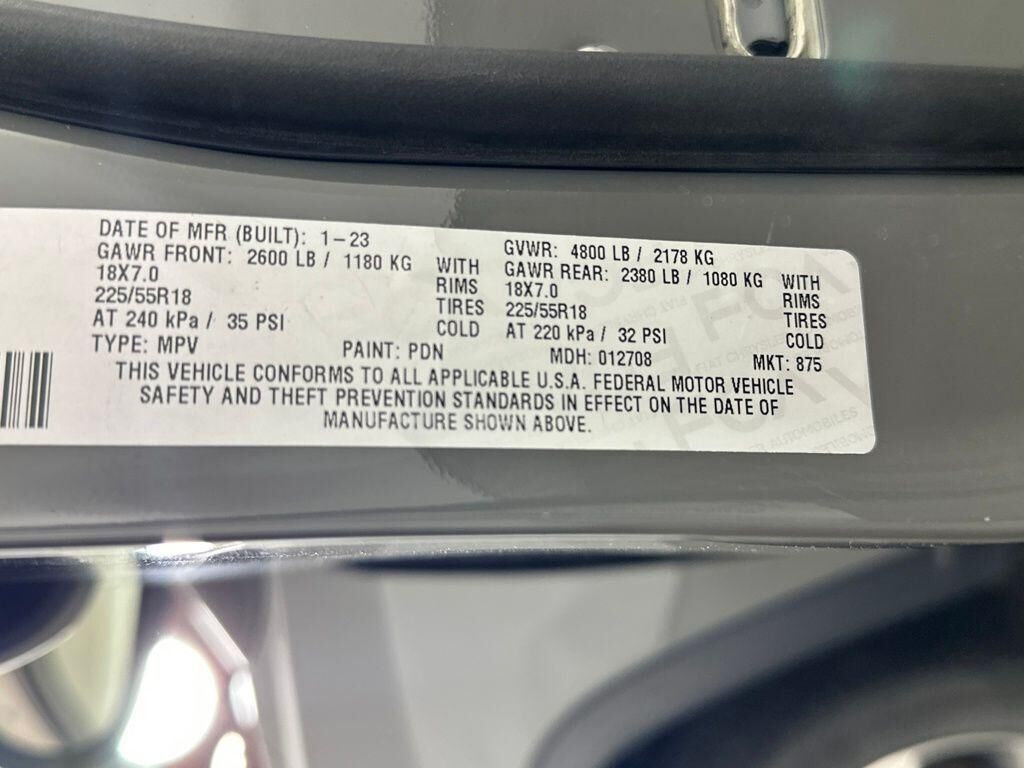 DATE OF MFR (BUILT): 1-23 GVWR: 4800 LB / 2178 KG
GAWR FRONT: 2600 LB / 1180 KG WITH GAWR REAR: 2380 LB / 1080 KG WITH
18X7.0 RIMS 18X7.0 RIMS
225/55R18 TIRES 225/55R18 TIRES
AT 240 kPa / 35 PSI COLD AT 220 kPa / 32 PSI COLD
TYPE: MPV PAINT: PDN MDH: 012708 MKT: 875
THIS VEHICLE CONFORMS TO ALL APPLICABLE U.S.A. FEDERAL MOTOR VEHICLE
SAFETY AND THEFT PREVENTION STANDARDS IN EFFECT ON THE DATE OF
MANUFACTURE SHOWN ABOVE.